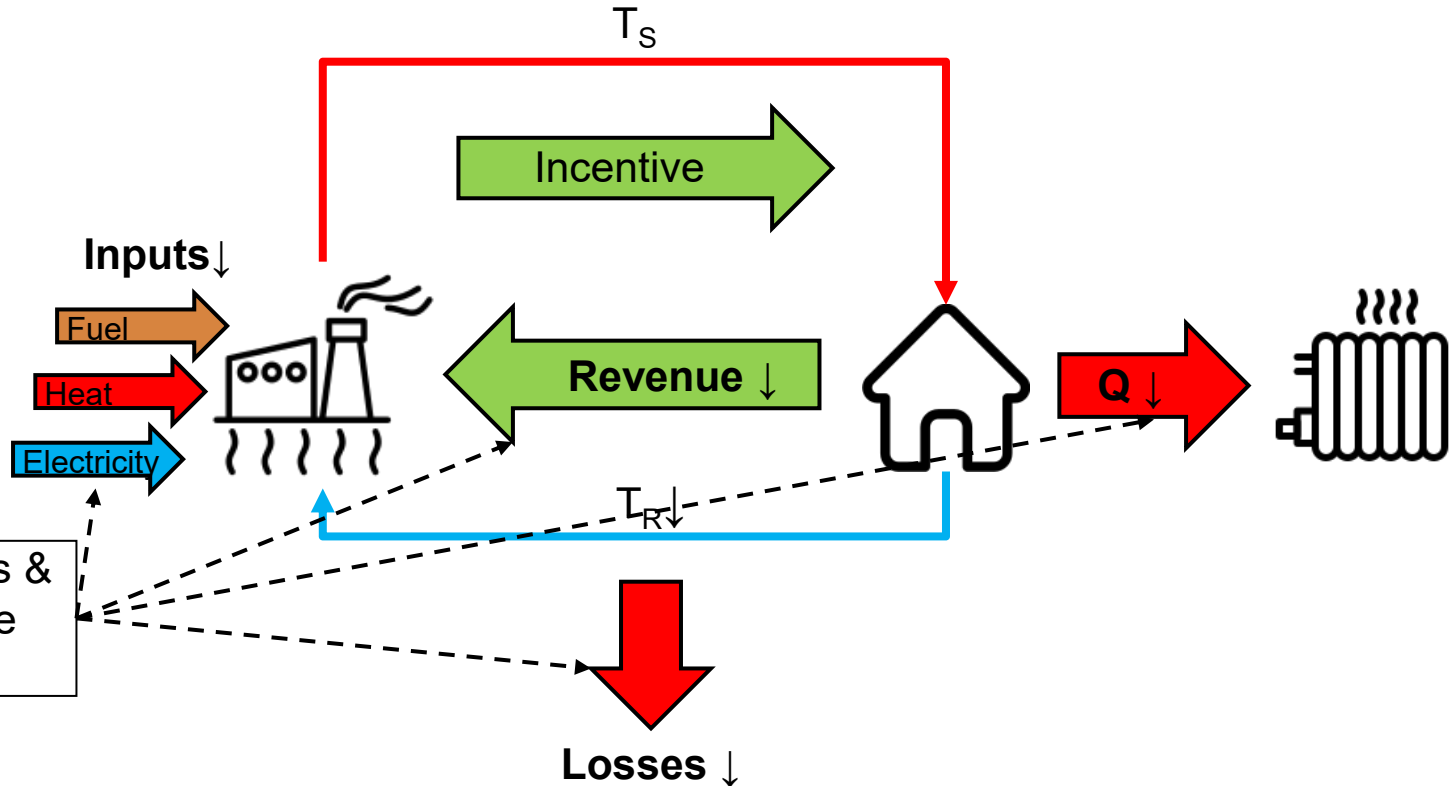 T_S
Incentive
Inputs↓
Fuel
Heat
Electricity
Revenue ↓
Q ↓
T_R↓
s &
e
Losses ↓